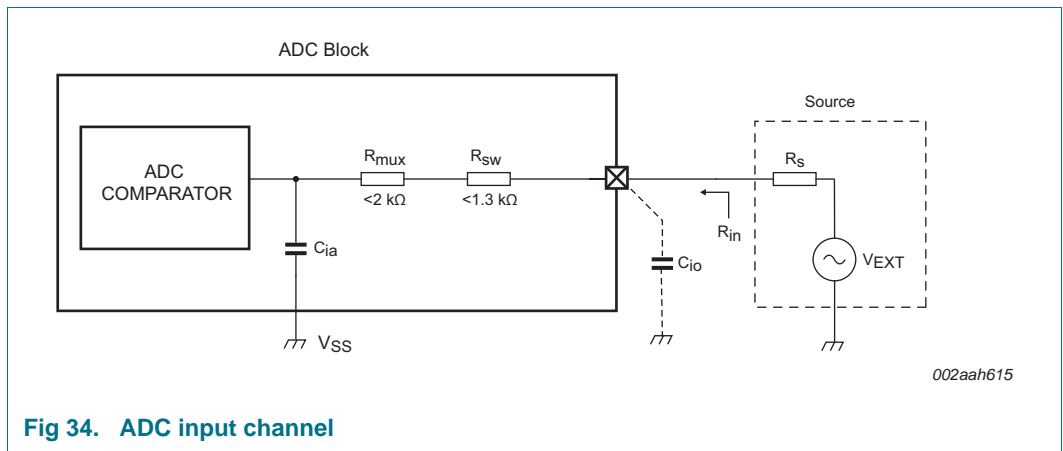 ADC Block
Source
ADC
COMPARATOR
Rmux
<2 kΩ
Rsw
<1.3 kΩ
Rs
Rin
Cia
Cio
VEXT
VSS
002aah615
Fig 34. ADC input channel